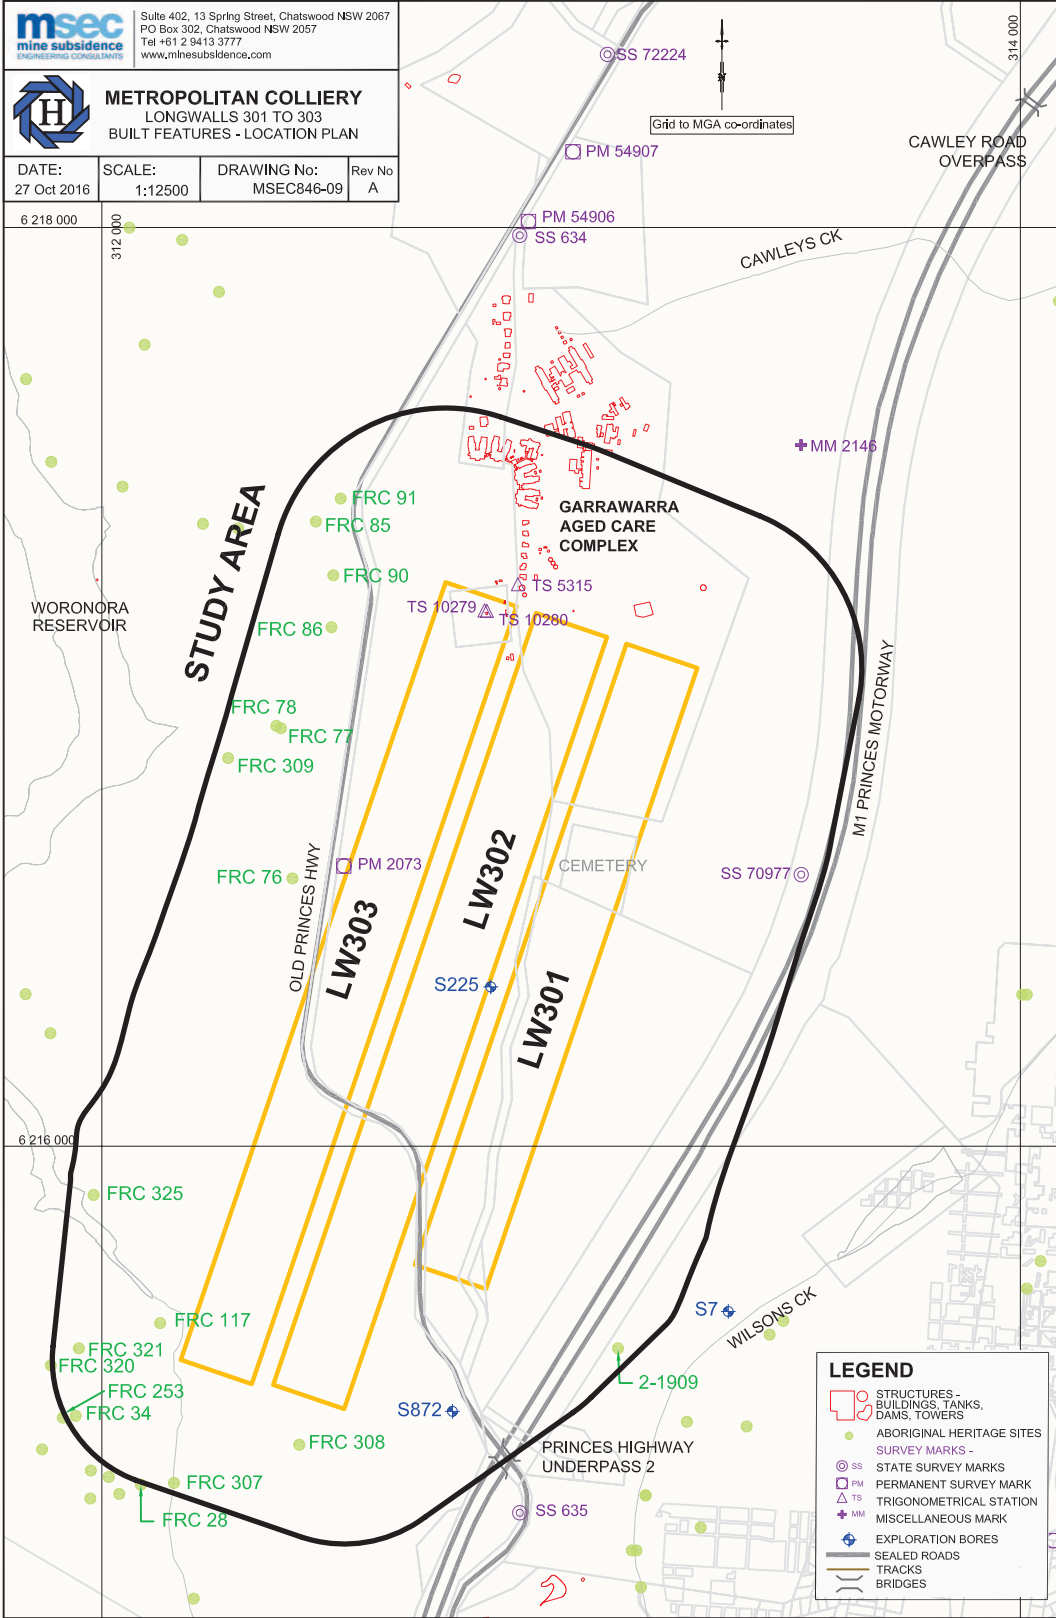 msec
mine subsidence
ENGINEERING CONSULTANTS
Suite 402, 13 Spring Street, Chatswood NSW 2067
PO Box 302, Chatswood NSW 2057
Tel +61 2 9413 3777
www.minesubsidence.com
H
METROPOLITAN COLLIERY
LONGWALLS 301 TO 303
BUILT FEATURES - LOCATION PLAN
DATE:
27 Oct 2016
SCALE:
1:12500
DRAWING No:
MSEC846-09
Rev No
A
SS 72224
N
Grid to MGA co-ordinates
314 000
CAWLEY ROAD
OVERPASS
PM 54907
6 218 000
312 000
PM 54906
SS 634
CAWLEYS CK
MM 2146
STUDY AREA
FRC 91
FRC 85
GARRAWARRA
AGED CARE
COMPLEX
FRC 90
TS 5315
TS 10279
TS 10280
WORONORA
RESERVOIR
FRC 86
M1 PRINCES MOTORWAY
FRC 78
FRC 77
FRC 309
PM 2073
CEMETERY
SS 70977
FRC 76
OLD PRINCES HWY
LW303
LW302
LW301
S225
6 216 000
FRC 325
FRC 117
S7
WILSONS CK
FRC 321
FRC 320
FRC 253
FRC 34
2-1909
S872
FRC 308
PRINCES HIGHWAY
UNDERPASS 2
FRC 307
FRC 28
SS 635
LEGEND
STRUCTURES -
BUILDINGS, TANKS,
DAMS, TOWERS
ABORIGINAL HERITAGE SITES
SURVEY MARKS -
SS STATE SURVEY MARKS
PM PERMANENT SURVEY MARK
TS TRIGONOMETRICAL STATION
MM MISCELLANEOUS MARK
EXPLORATION BORES
SEALED ROADS
TRACKS
BRIDGES